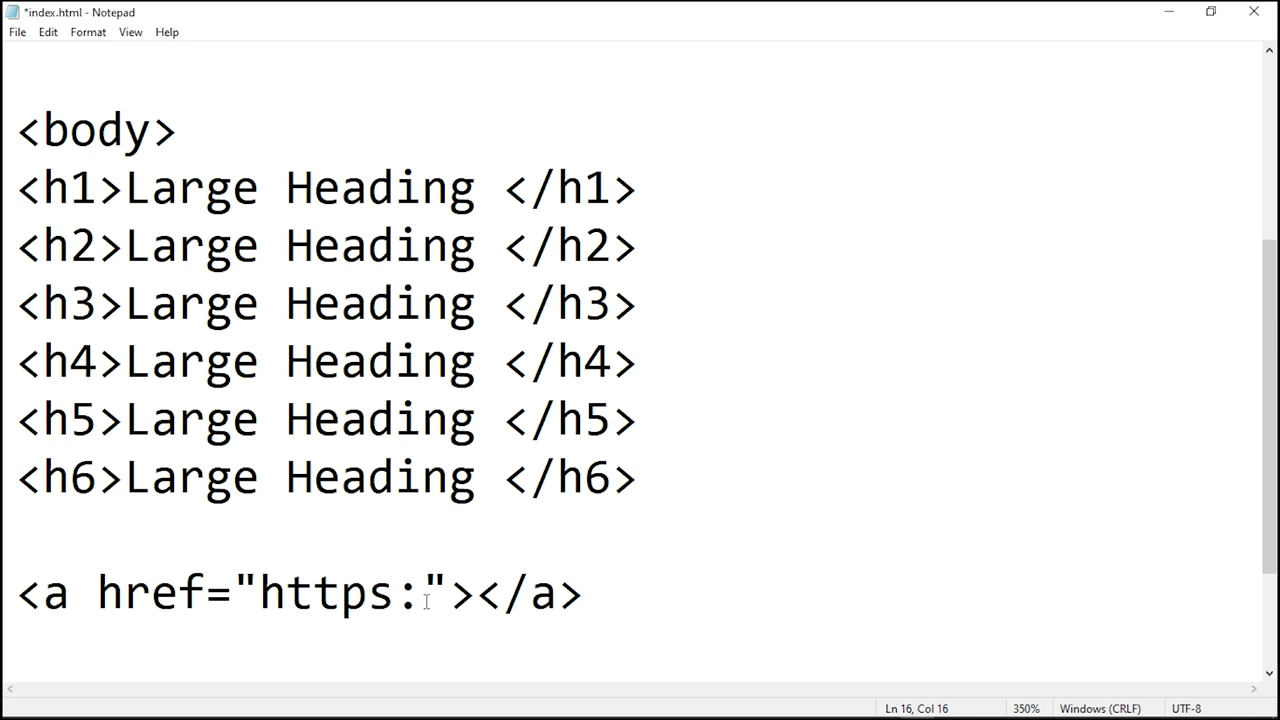 *index.html - Notepad
File Edit Format View Help
<body>
<h1>Large Heading </h1>
<h2>Large Heading </h2>
<h3>Large Heading </h3>
<h4>Large Heading </h4>
<h5>Large Heading </h5>
<h6>Large Heading </h6>
<a href="https:"></a>
Ln 16, Col 16 350% Windows (CRLF) UTF-8